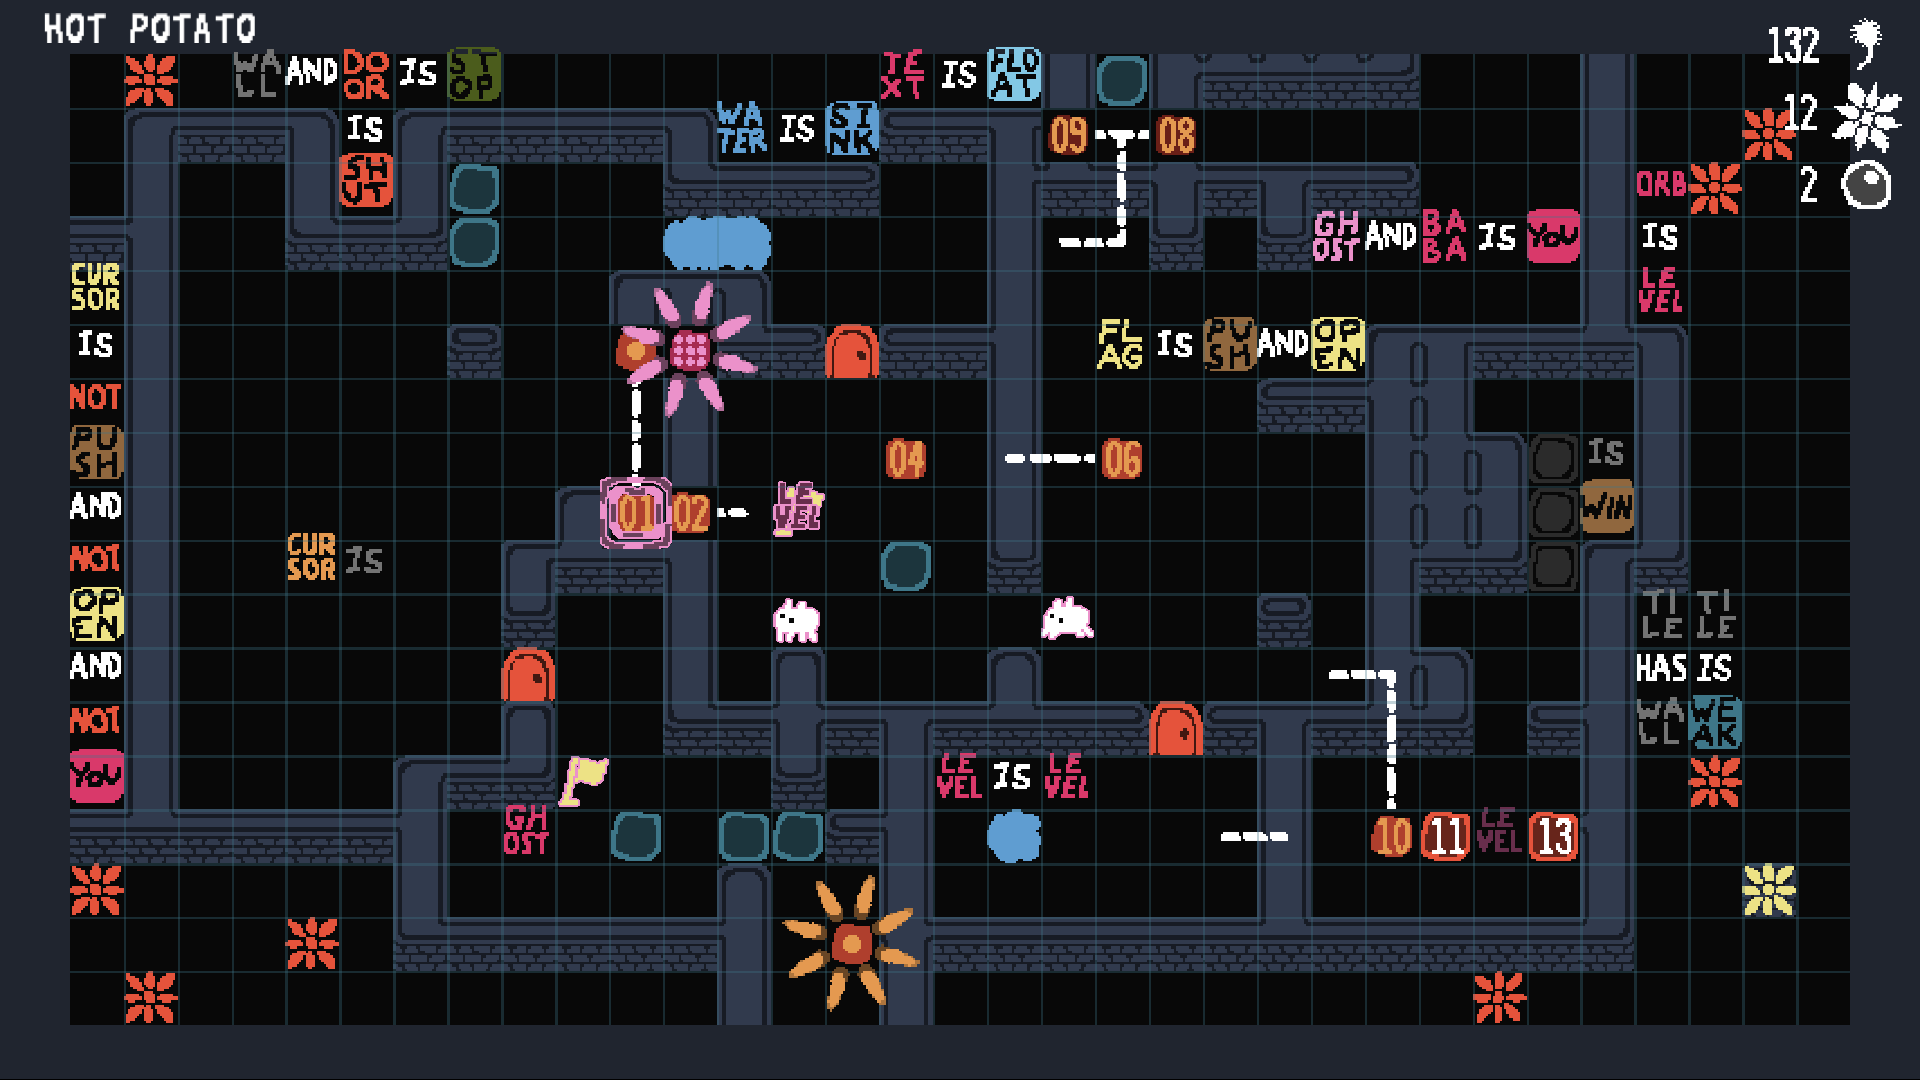 HOT POTATO
132
12
2
WALL AND DOOR IS STOP
IS
SHUT
TEXT IS FLOAT
WATER IS SINK
09 08
ORB
IS
LEVEL
GHOST AND BABA IS YOU
CURSOR
IS
NOT
PUSH
AND
NOT
OPEN
AND
NOT
YOU
FLAG IS PUSH AND OPEN
04
06
IS
WIN
01 02
LEVEL
CURSOR IS
TILE TILE
HAS IS
WALL WEAK
LEVEL IS LEVEL
GHOST
10 11 LEVEL 13